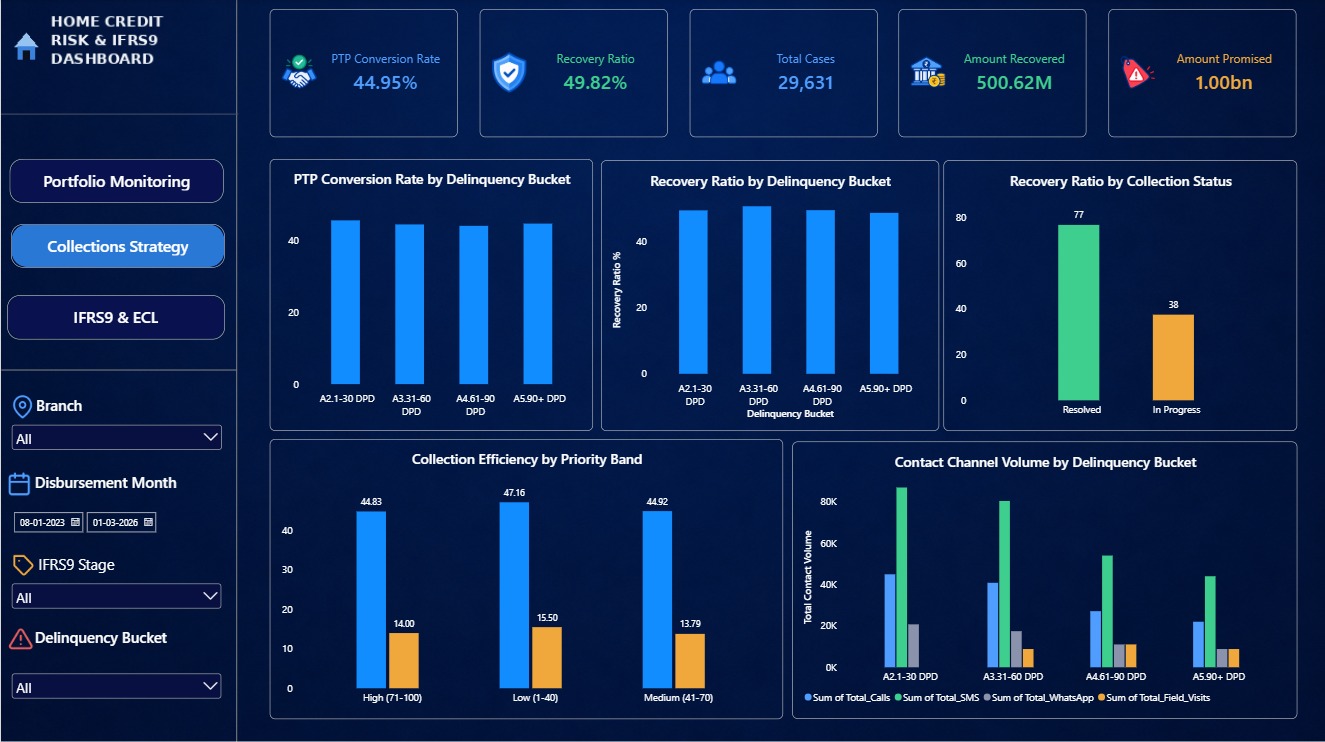 HOME CREDIT
RISK & IFRS9
DASHBOARD
PTP Conversion Rate
44.95%
Recovery Ratio
49.82%
Total Cases
29,631
Amount Recovered
500.62M
Amount Promised
1.00bn
Portfolio Monitoring
Collections Strategy
IFRS9 & ECL
Branch
All
Disbursement Month
08-01-2023 01-03-2026
IFRS9 Stage
All
Delinquency Bucket
All
PTP Conversion Rate by Delinquency Bucket
40
20
0
A2.1-30 DPD A3.31-60 A4.61-90 A5.90+ DPD
DPD DPD
Recovery Ratio by Delinquency Bucket
Recovery Ratio %
40
20
0
A2.1-30 A3.31-60 A4.61-90 A5.90+ DPD
DPD DPD DPD
Delinquency Bucket
Recovery Ratio by Collection Status
80
60
40
20
0
77
38
Resolved In Progress
Collection Efficiency by Priority Band
40
30
20
10
0
44.83 47.16 44.92
14.00 15.50 13.79
High (71-100) Low (1-40) Medium (41-70)
Contact Channel Volume by Delinquency Bucket
Total Contact Volume
80K
60K
40K
20K
0K
A2.1-30 DPD A3.31-60 DPD A4.61-90 DPD A5.90+ DPD
Sum of Total_Calls Sum of Total_SMS Sum of Total_WhatsApp Sum of Total_Field_Visits